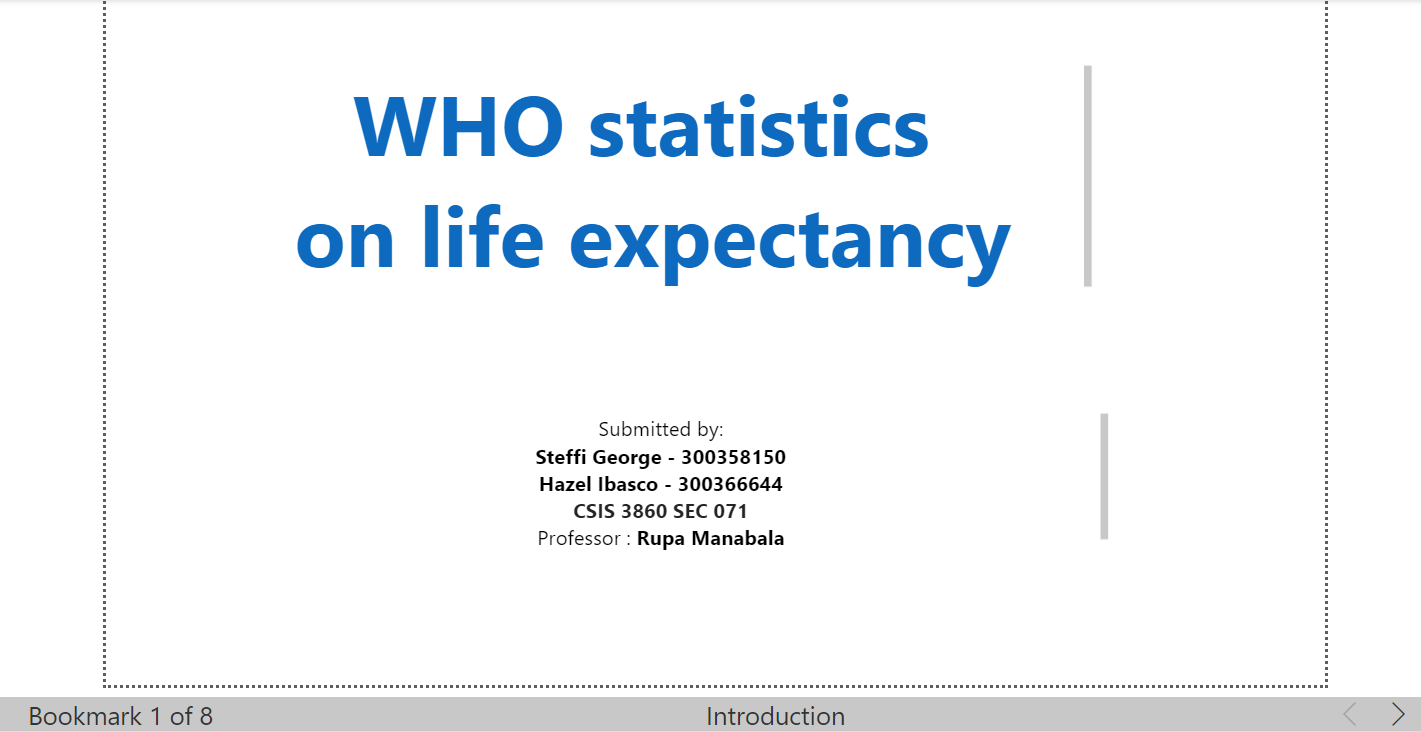 WHO statistics
on life expectancy
Submitted by:
Steffi George - 300358150
Hazel Ibasco - 300366644
CSIS 3860 SEC 071
Professor : Rupa Manabala
Bookmark 1 of 8
Introduction